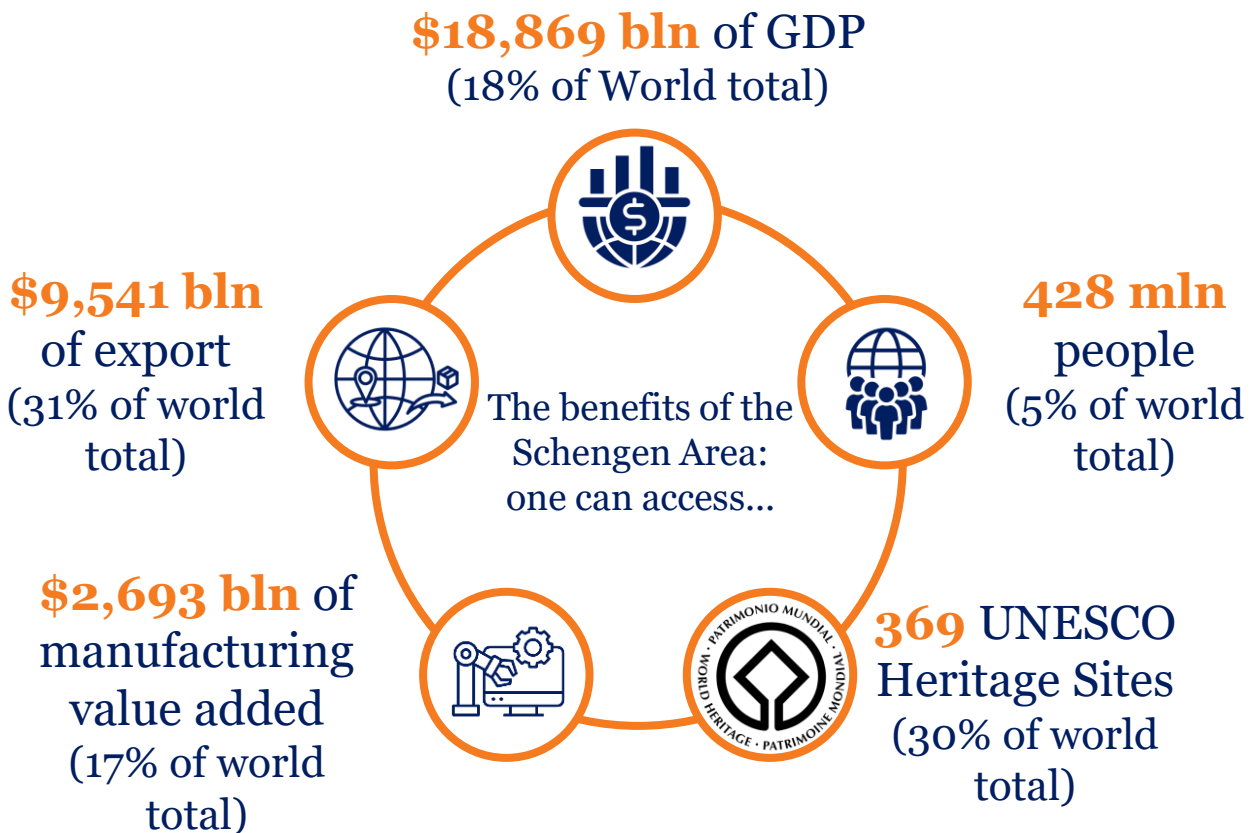 $18,869 bln of GDP
(18% of World total)
$9,541 bln
of export
(31% of world
total)
428 mln
people
(5% of world
total)
The benefits of the
Schengen Area:
one can access...
$2,693 bln of
manufacturing
value added
(17% of world
total)
WORLD HERITAGE · PATRIMONIO MUNDIAL · PATRIMOINE MONDIAL ·
369 UNESCO
Heritage Sites
(30% of world
total)
$